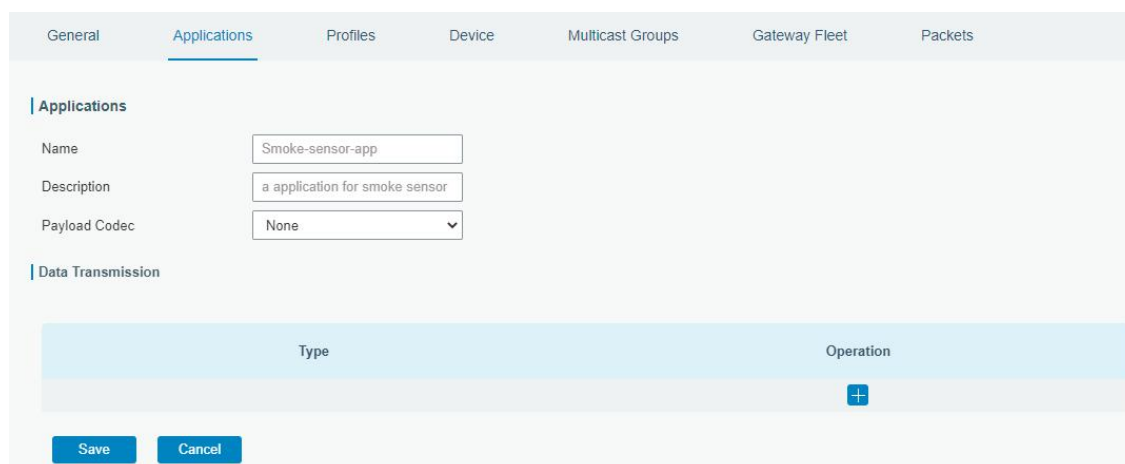 General Applications Profiles Device Multicast Groups Gateway Fleet Packets
Applications
Name Smoke-sensor-app
Description a application for smoke sensor
Payload Codec None
Data Transmission
Type Operation
Save Cancel